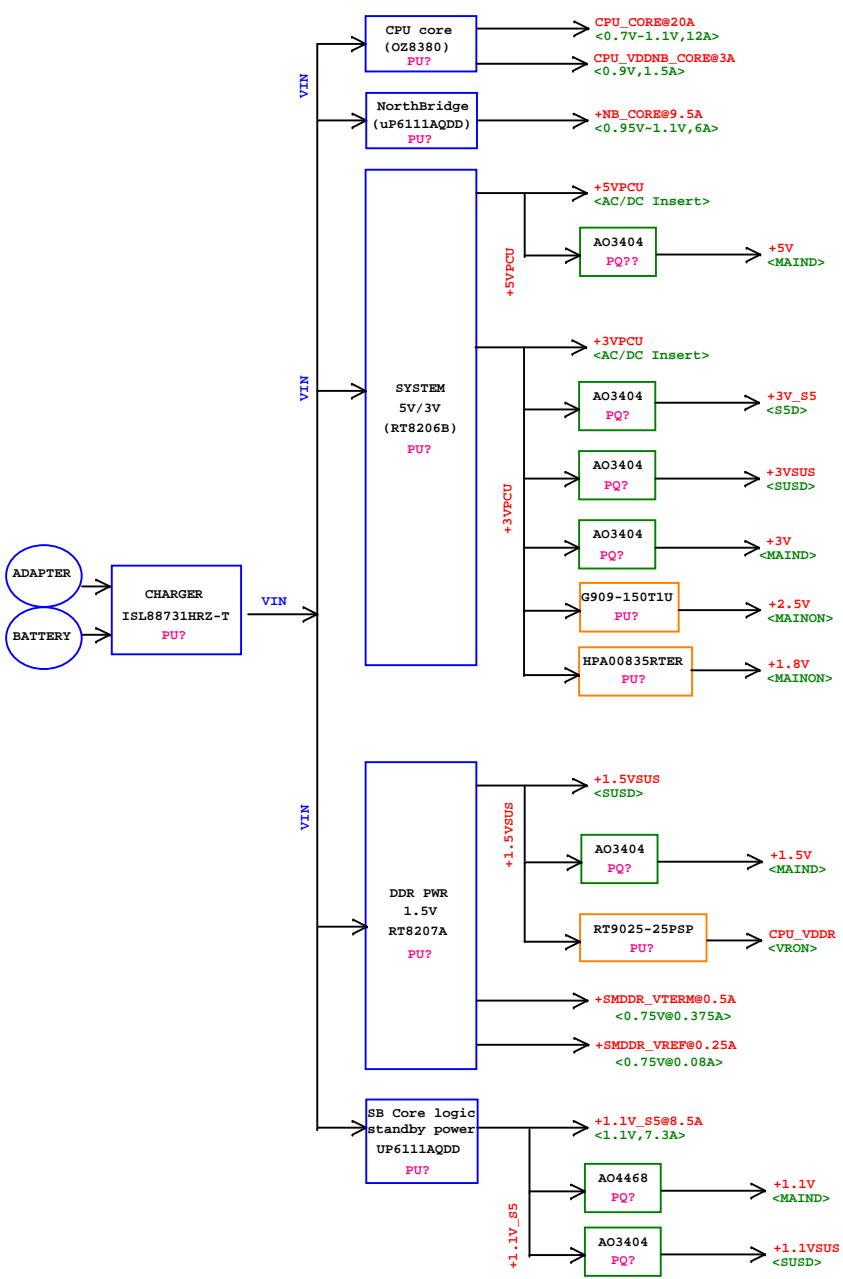 ADAPTER
BATTERY
CHARGER
ISL88731HRZ-T
PU?
VIN
VIN
VIN
VIN
CPU core
(OZ8380)
PU?
CPU_CORE@20A
<0.7V-1.1V,12A>
CPU_VDDNB_CORE@3A
<0.9V,1.5A>
NorthBridge
(uP6111AQDD)
PU?
+NB_CORE@9.5A
<0.95V~1.1V,6A>
SYSTEM
5V/3V
(RT8206B)
PU?
+5VPCU
+5VPCU
<AC/DC Insert>
AO3404
PQ??
+5V
<MAIND>
+3VPCU
+3VPCU
<AC/DC Insert>
AO3404
PQ?
+3V_S5
<S5D>
AO3404
PQ?
+3VSUS
<SUSD>
AO3404
PQ?
+3V
<MAIND>
G909-150T1U
PU?
+2.5V
<MAINON>
HPA00835RTER
PU?
+1.8V
<MAINON>
DDR PWR
1.5V
RT8207A
PU?
+1.5VSUS
+1.5VSUS
<SUSD>
AO3404
PQ?
+1.5V
<MAIND>
RT9025-25PSP
PU?
CPU_VDDR
<VRON>
+SMDDR_VTERM@0.5A
<0.75V@0.375A>
+SMDDR_VREF@0.25A
<0.75V@0.08A>
SB Core logic
standby power
UP6111AQDD
PU?
+1.1V_S5
+1.1V_S5@8.5A
<1.1V,7.3A>
AO4468
PQ?
+1.1V
<MAIND>
AO3404
PQ?
+1.1VSUS
<SUSD>